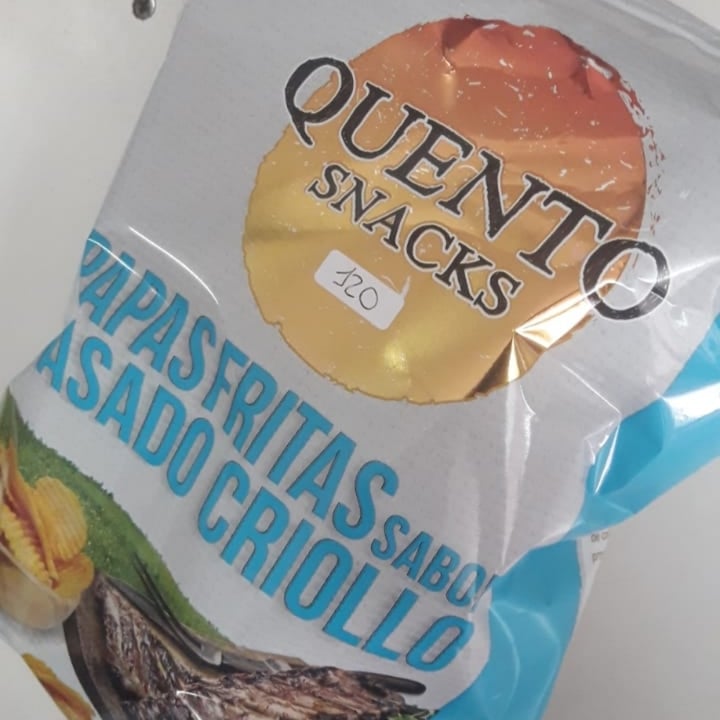 QUENTO
SNACKS
120
PAPAS FRITAS SABOR
ASADO CRIOLLO